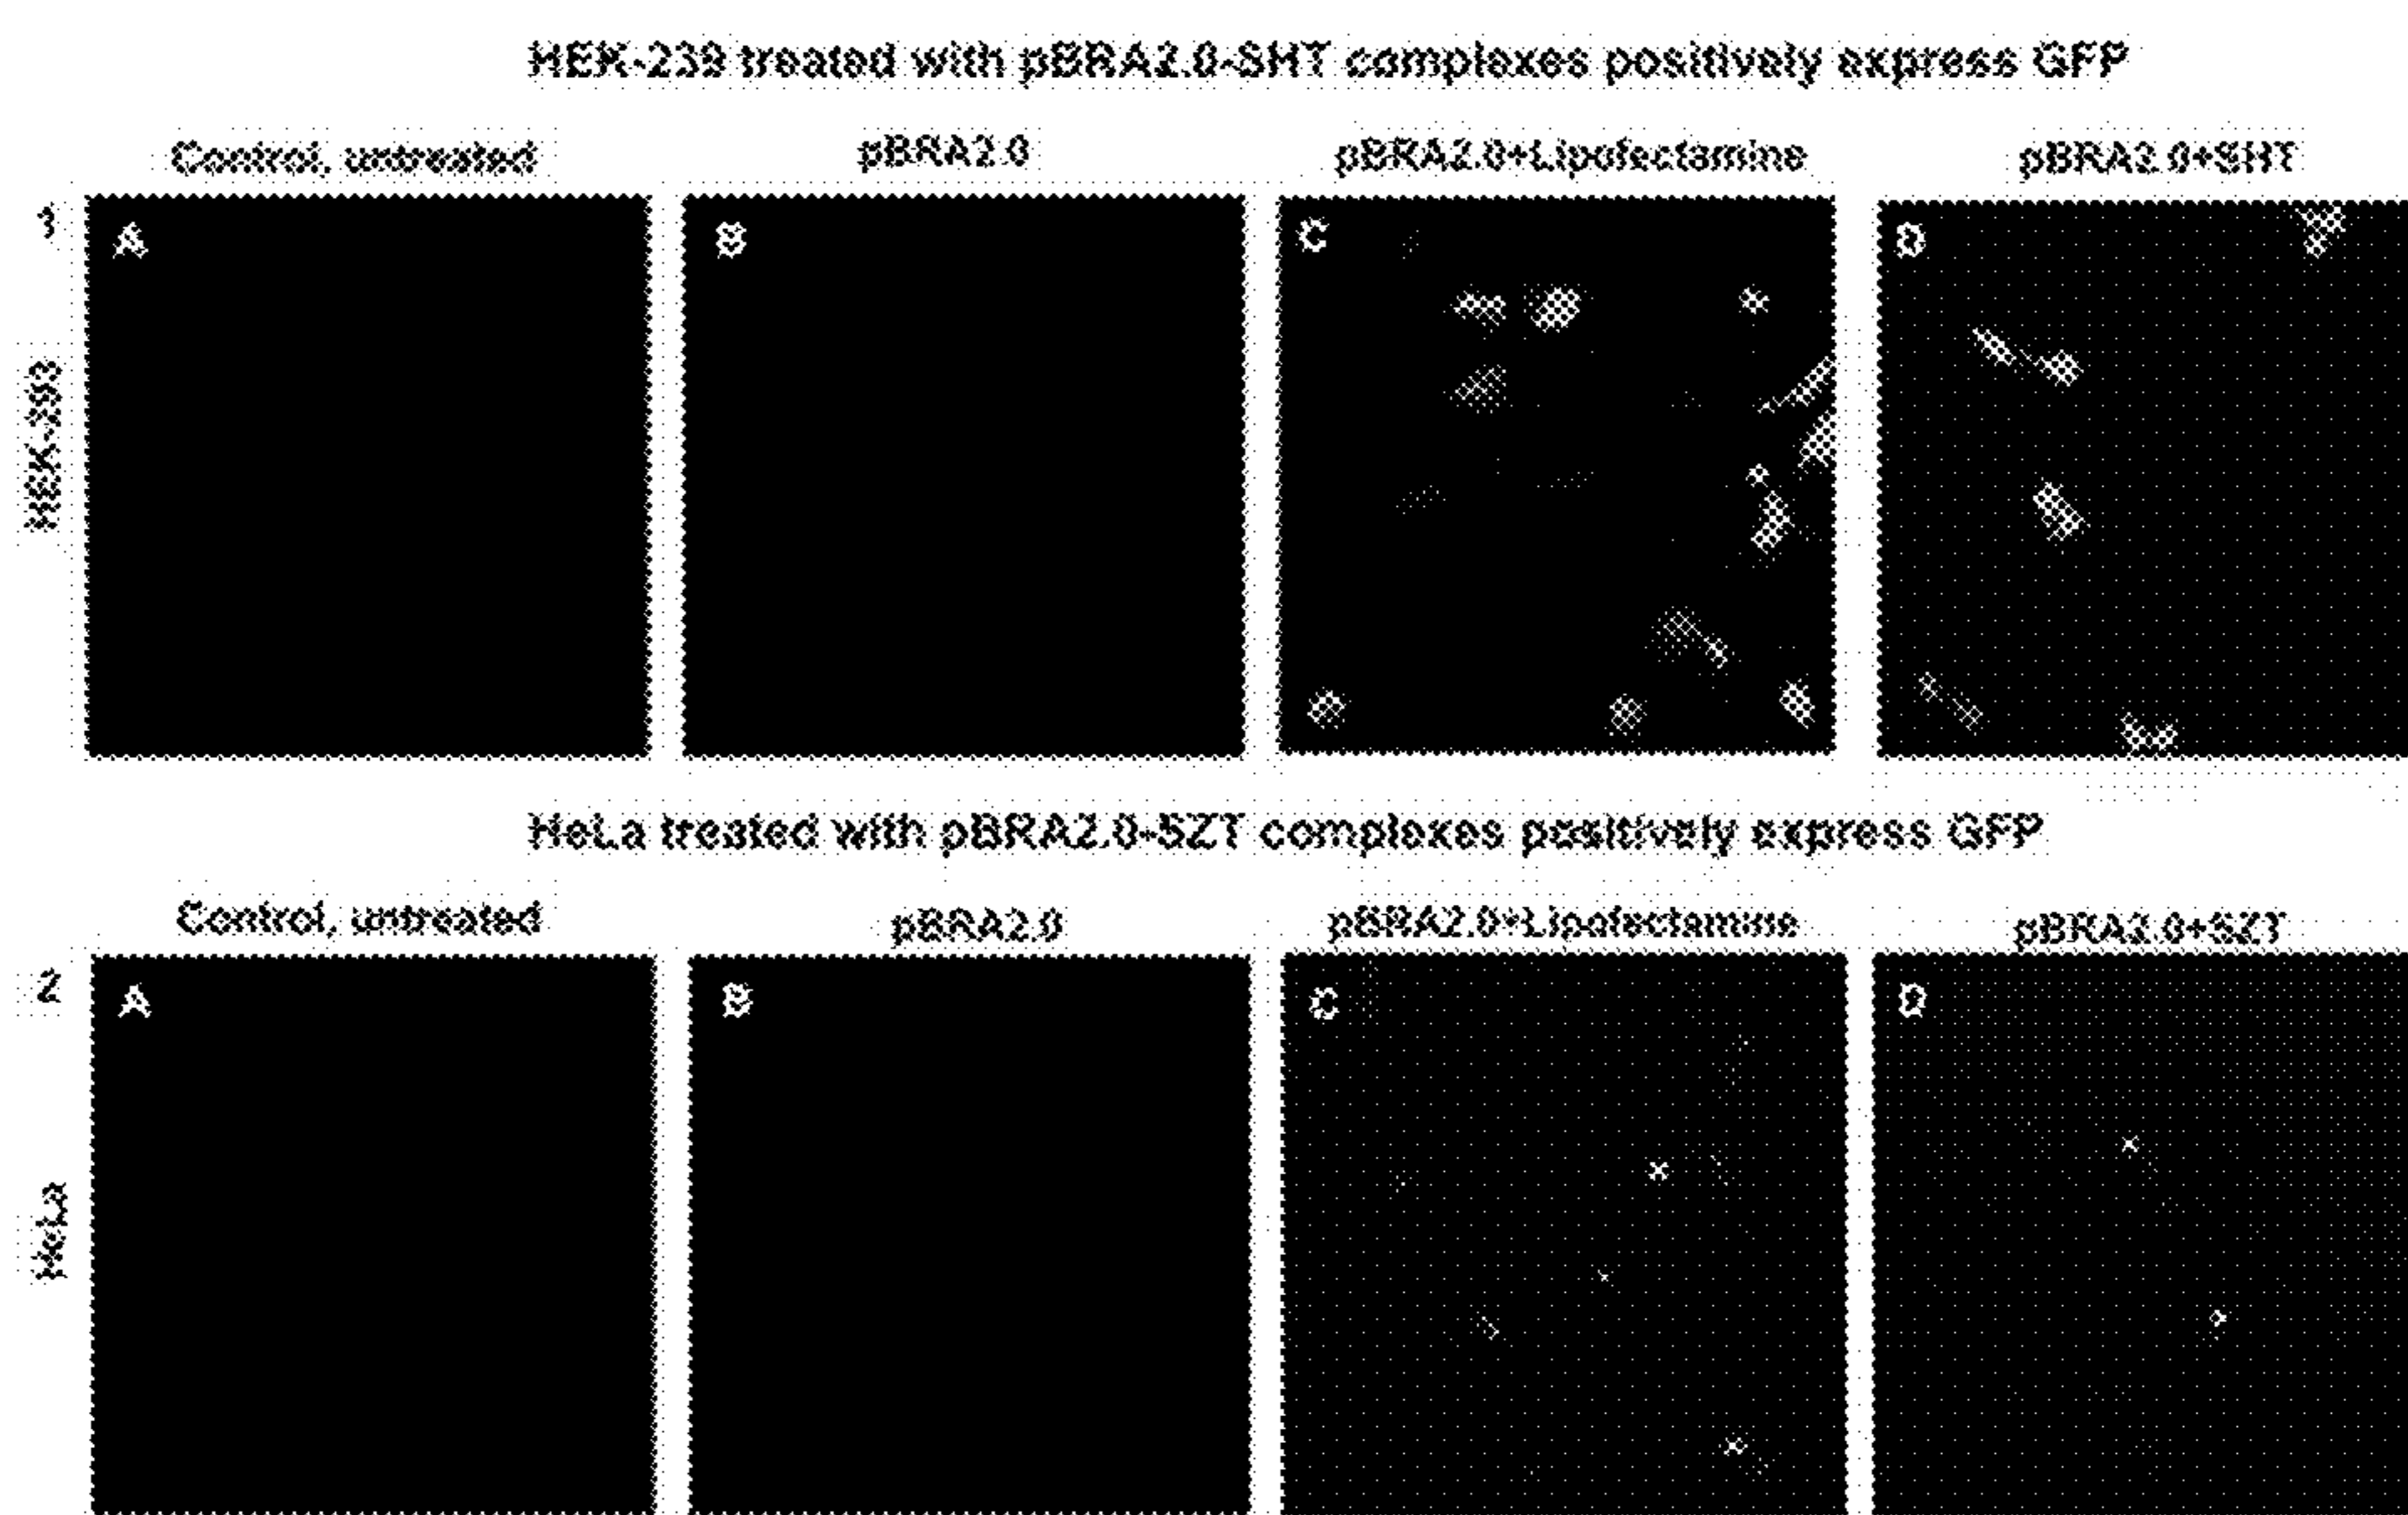 HEK-239 treated with pBRA2.0-SHT complexes positively express GFP
Control, untreated pBRA2.0 pBRA2.0+Lipofectamine pBRA2.0+SHT
1 A B C D
HEK-293
HeLa treated with pBRA2.0-SZT complexes positively express GFP
Control, untreated pBRA2.0 pBRA2.0+Lipofectamine pBRA2.0+SZT
2 A B C D
HeLa